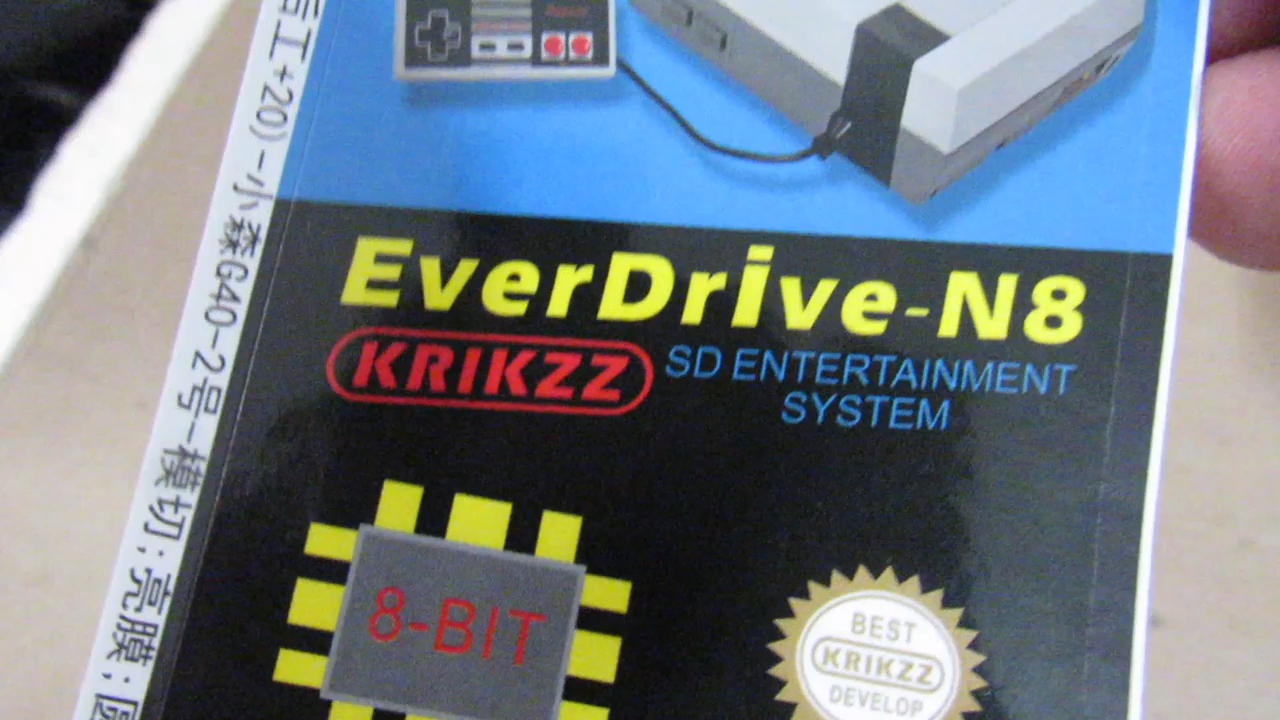 工+20)-小森G40-2号-模切;亮膜;圆
EverDrive-N8
KRIKZZ
SD ENTERTAINMENT
SYSTEM
8-BIT
BEST
KRIKZZ
DEVELOP